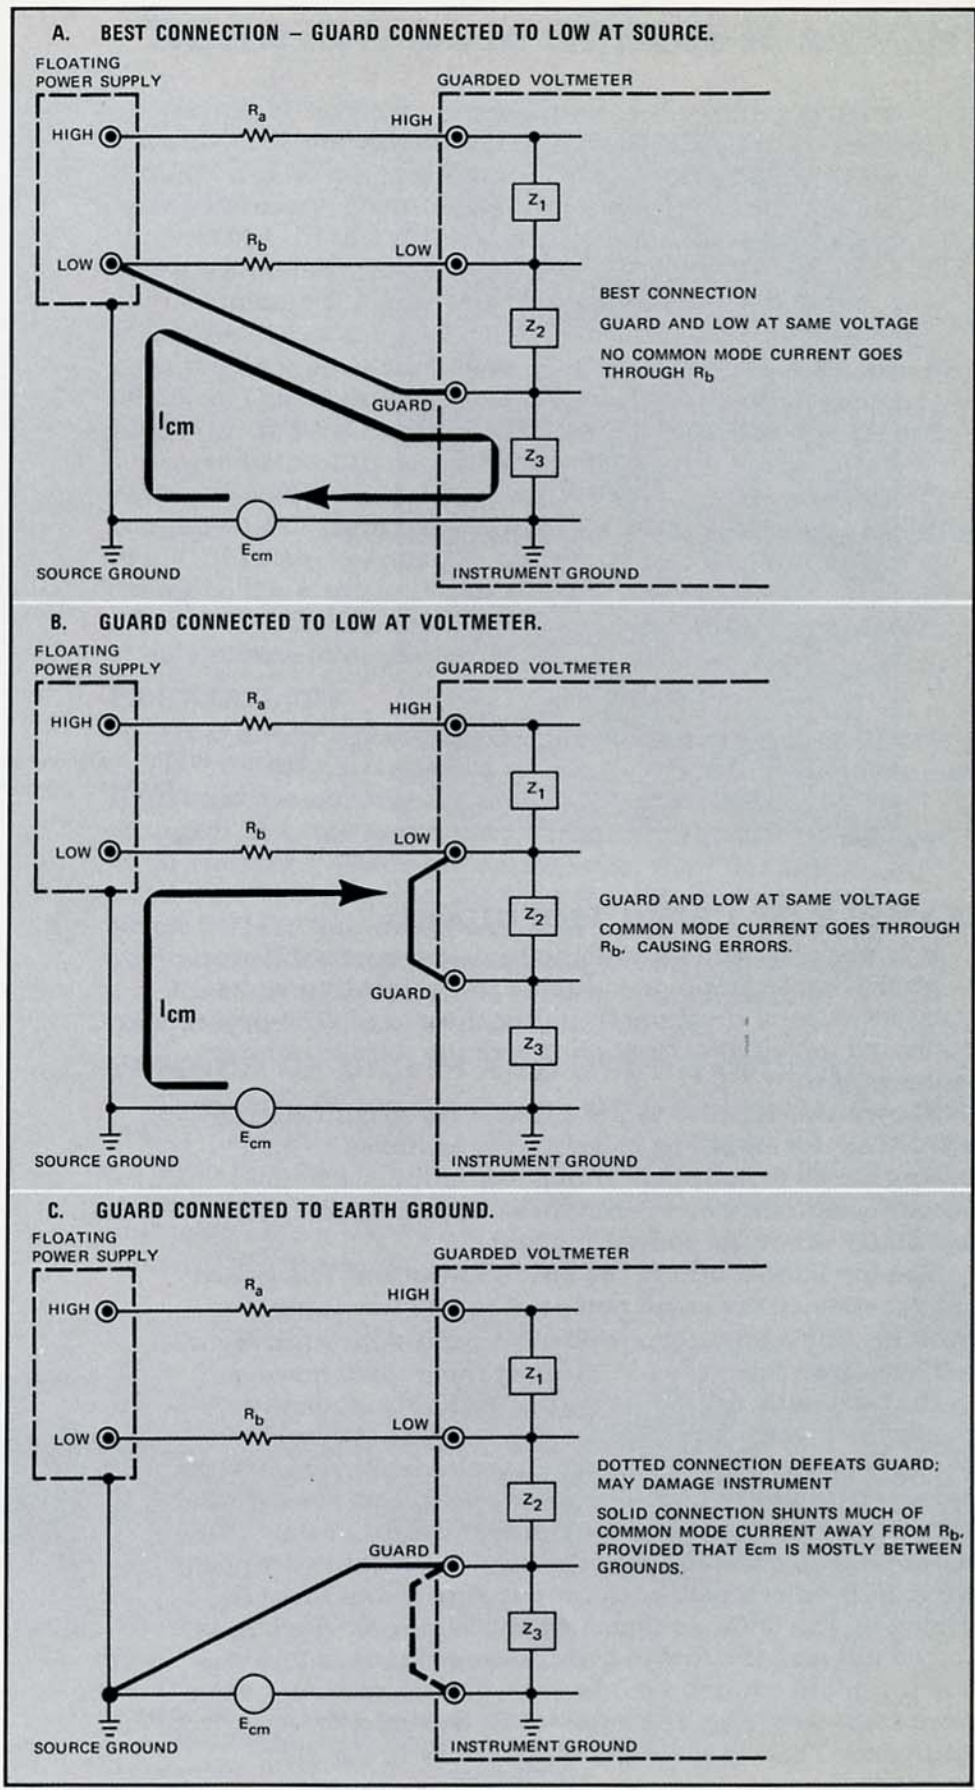 A. BEST CONNECTION – GUARD CONNECTED TO LOW AT SOURCE.
FLOATING
POWER SUPPLY
GUARDED VOLTMETER
HIGH
Ra
HIGH
Z1
LOW
Rb
LOW
BEST CONNECTION
GUARD AND LOW AT SAME VOLTAGE
NO COMMON MODE CURRENT GOES
THROUGH Rb
Z2
GUARD
Icm
Z3
Ecm
SOURCE GROUND
INSTRUMENT GROUND
B. GUARD CONNECTED TO LOW AT VOLTMETER.
FLOATING
POWER SUPPLY
GUARDED VOLTMETER
HIGH
Ra
HIGH
Z1
LOW
Rb
LOW
GUARD AND LOW AT SAME VOLTAGE
COMMON MODE CURRENT GOES THROUGH
Rb, CAUSING ERRORS.
Z2
GUARD
Icm
Z3
Ecm
SOURCE GROUND
INSTRUMENT GROUND
C. GUARD CONNECTED TO EARTH GROUND.
FLOATING
POWER SUPPLY
GUARDED VOLTMETER
HIGH
Ra
HIGH
Z1
LOW
Rb
LOW
DOTTED CONNECTION DEFEATS GUARD;
MAY DAMAGE INSTRUMENT
SOLID CONNECTION SHUNTS MUCH OF
COMMON MODE CURRENT AWAY FROM Rb,
PROVIDED THAT Ecm IS MOSTLY BETWEEN
GROUNDS.
Z2
GUARD
Z3
Ecm
SOURCE GROUND
INSTRUMENT GROUND